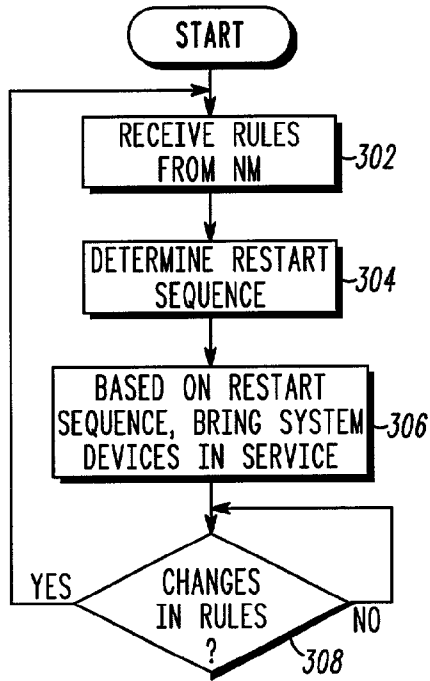 START
RECEIVE RULES
FROM NM
302
DETERMINE RESTART
SEQUENCE
304
BASED ON RESTART
SEQUENCE, BRING SYSTEM
DEVICES IN SERVICE
306
YES
CHANGES
IN RULES
?
NO
308